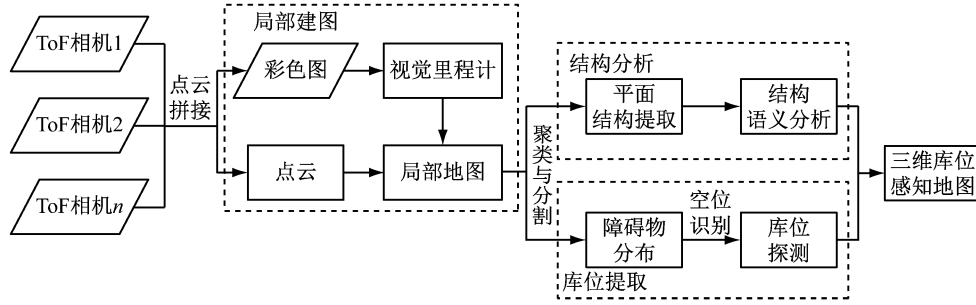 ToF相机1
ToF相机2
ToF相机n
点云
拼接
局部建图
彩色图
视觉里程计
点云
局部地图
聚类与分割
结构分析
平面
结构提取
结构
语义分析
障碍物
分布
空位
识别
库位
探测
库位提取
三维库位
感知地图